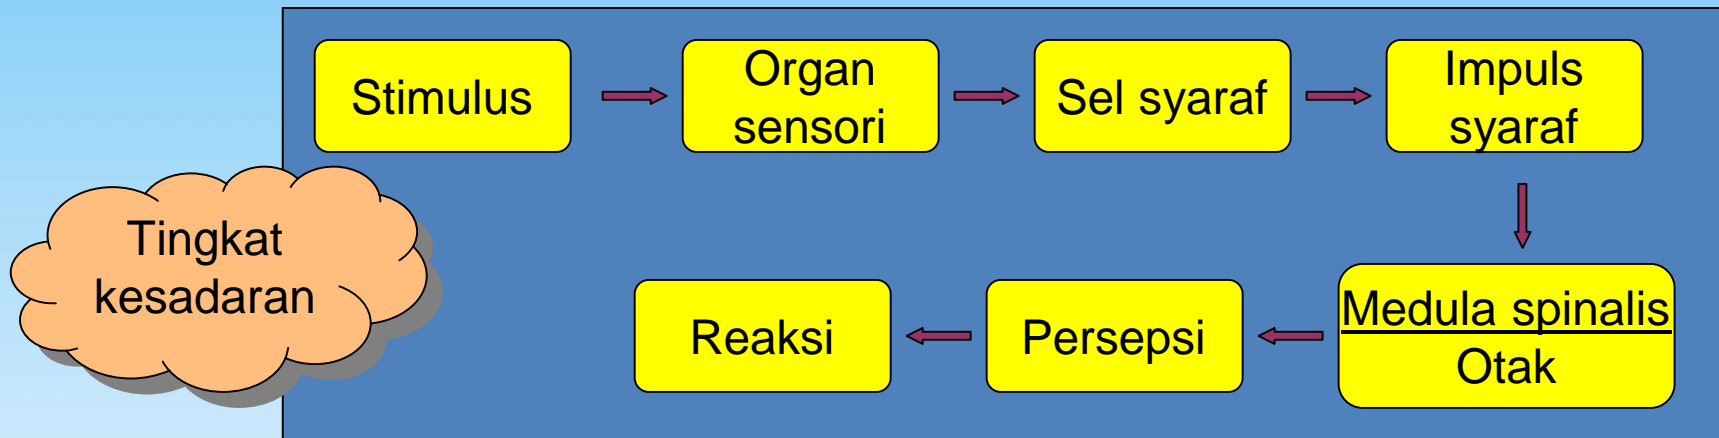 Stimulus
Organ
sensori
Sel syaraf
Impuls
syaraf
Tingkat
kesadaran
Reaksi
Persepsi
Medula spinalis
Otak